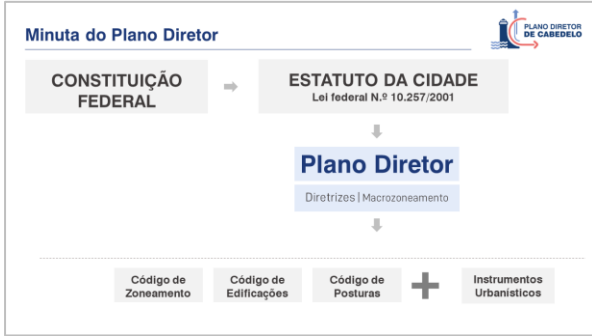 Minuta do Plano Diretor
PLANO DIRETOR
DE CABEDELO
CONSTITUIÇÃO
FEDERAL
ESTATUTO DA CIDADE
Lei federal N.º 10.257/2001
Plano Diretor
Diretrizes | Macrozoneamento
Código de
Zoneamento
Código de
Edificações
Código de
Posturas
Instrumentos
Urbanísticos